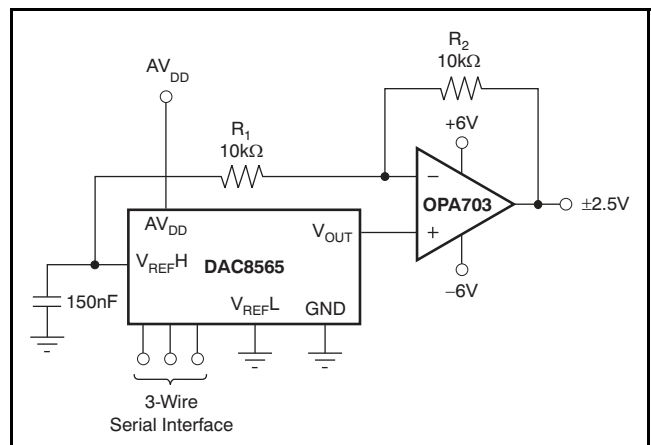 R2
10kΩ
AVDD
+6V
R1
10kΩ
−
OPA703
±2.5V
+
AVDD
VOUT
VREFH
DAC8565
−6V
150nF
VREFL
GND
3-Wire
Serial Interface